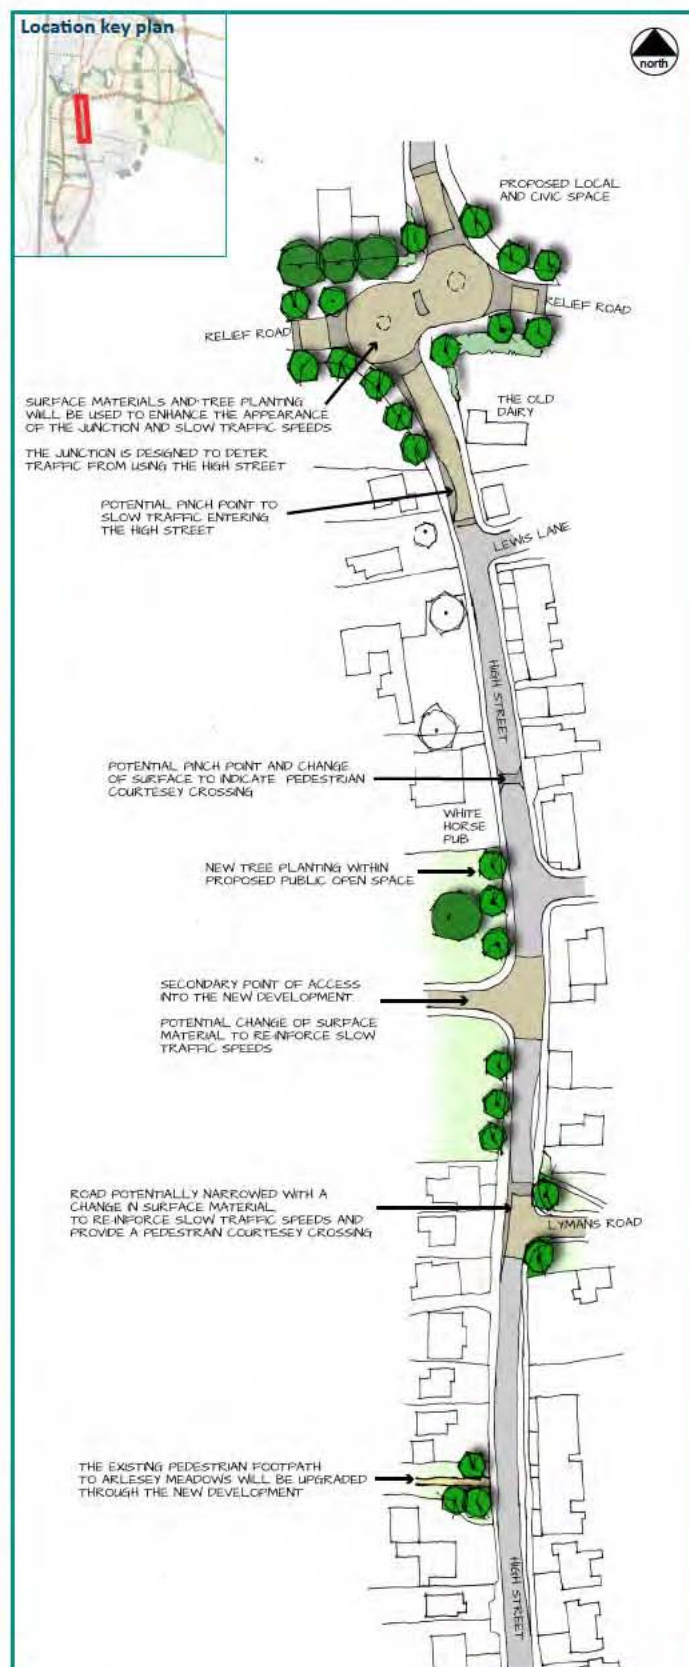 Location key plan
north
PROPOSED LOCAL
AND CIVIC SPACE
RELIEF ROAD
RELIEF ROAD
SURFACE MATERIALS AND TREE PLANTING
WILL BE USED TO ENHANCE THE APPEARANCE
OF THE JUNCTION AND SLOW TRAFFIC SPEEDS
THE JUNCTION IS DESIGNED TO DETER
TRAFFIC FROM USING THE HIGH STREET
THE OLD
DAIRY
POTENTIAL PINCH POINT TO
SLOW TRAFFIC ENTERING
THE HIGH STREET
LEWIS LANE
HIGH STREET
POTENTIAL PINCH POINT AND CHANGE
OF SURFACE TO INDICATE PEDESTRIAN
COURTESEY CROSSING
WHITE
HORSE
PUB
NEW TREE PLANTING WITHIN
PROPOSED PUBLIC OPEN SPACE
SECONDARY POINT OF ACCESS
INTO THE NEW DEVELOPMENT.
POTENTIAL CHANGE OF SURFACE
MATERIAL TO RE-INFORCE SLOW
TRAFFIC SPEEDS
ROAD POTENTIALLY NARROWED WITH A
CHANGE IN SURFACE MATERIAL
TO RE-INFORCE SLOW TRAFFIC SPEEDS AND
PROVIDE A PEDESTRAIN COURTESEY CROSSING
LYMANS ROAD
THE EXISTING PEDESTRIAN FOOTPATH
TO ARLESEY MEADOWS WILL BE UPGRADED
THROUGH THE NEW DEVELOPMENT
HIGH STREET